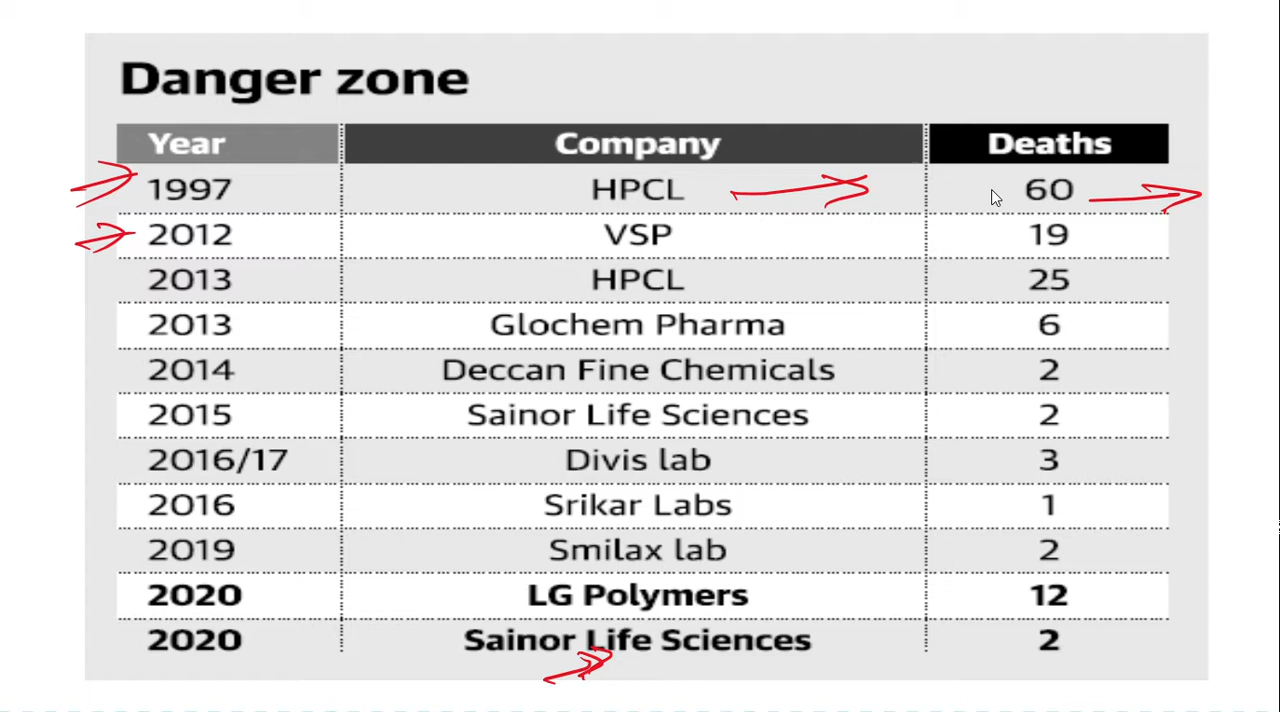 Danger zone
Year Company Deaths
1997 HPCL 60
2012 VSP 19
2013 HPCL 25
2013 Glochem Pharma 6
2014 Deccan Fine Chemicals 2
2015 Sainor Life Sciences 2
2016/17 Divis lab 3
2016 Srikar Labs 1
2019 Smilax lab 2
2020 LG Polymers 12
2020 Sainor Life Sciences 2